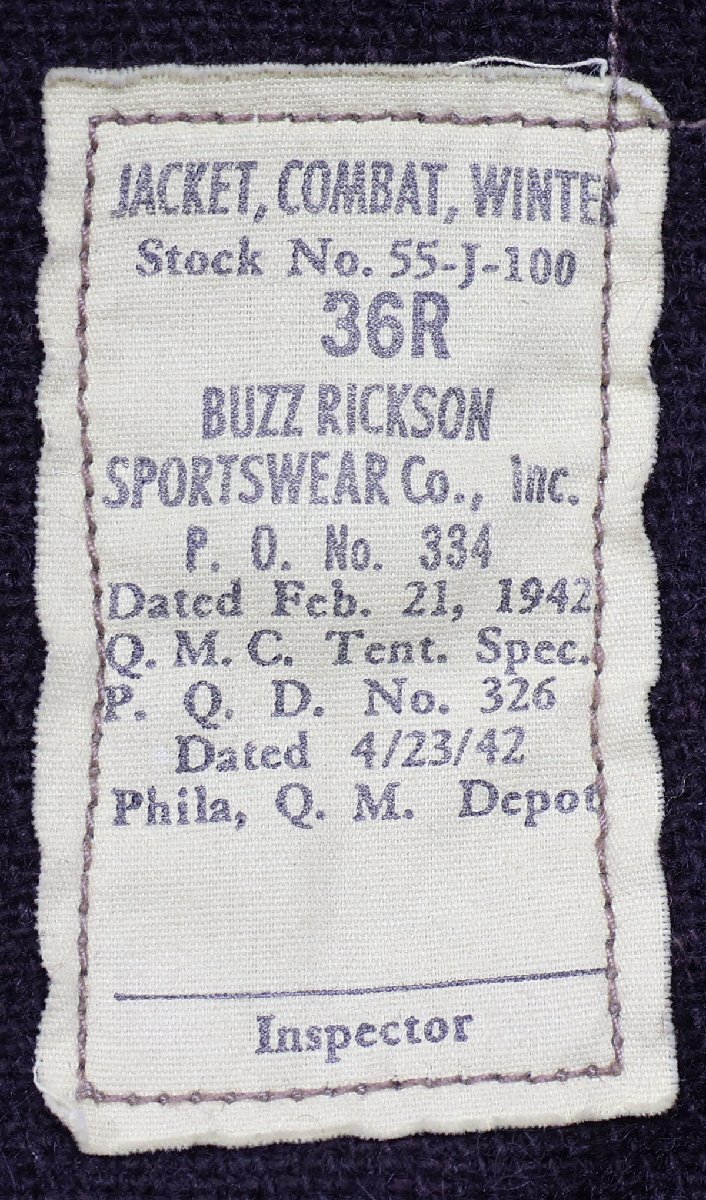 JACKET, COMBAT, WINTER
Stock No. 55-J-100
36R
BUZZ RICKSON
SPORTSWEAR Co., Inc.
P. O. No. 334
Dated Feb. 21, 1942.
Q. M. C. Tent. Spec.
P. Q. D. No. 326
Dated 4/23/42
Phila, Q. M. Depot
Inspector